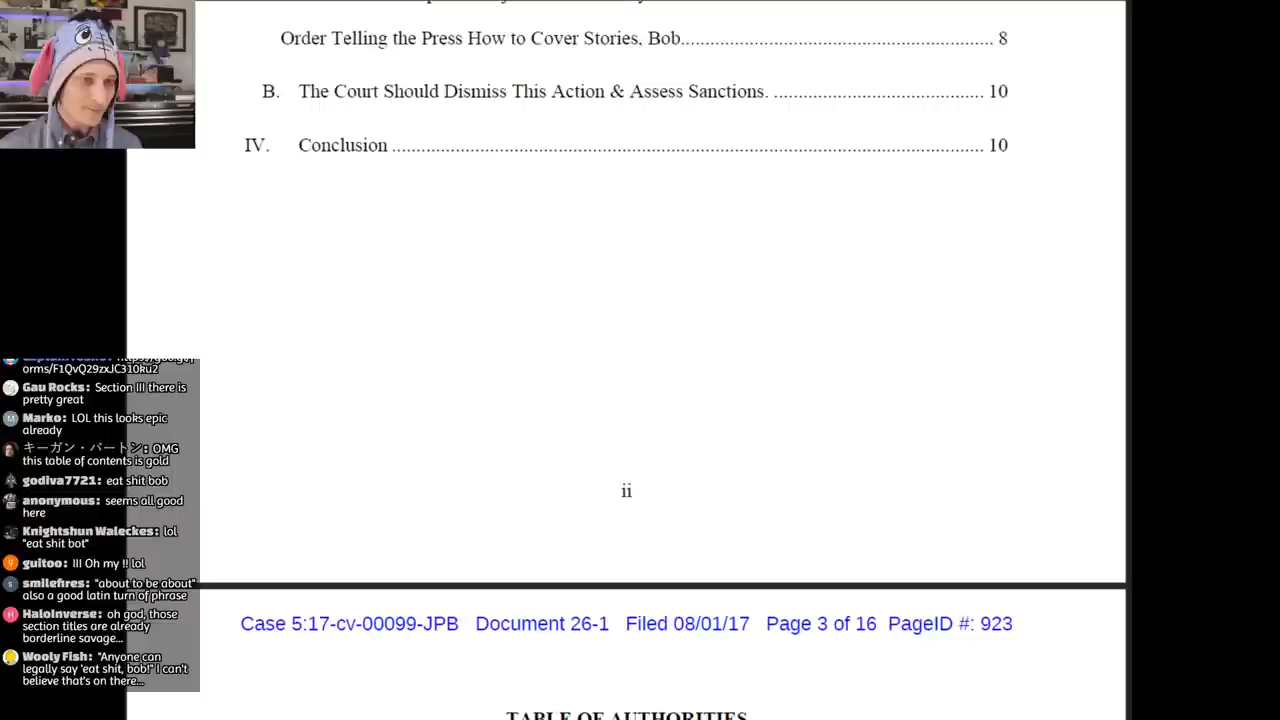 Order Telling the Press How to Cover Stories, Bob................................................................... 8
B. The Court Should Dismiss This Action & Assess Sanctions. ............................................. 10
IV. Conclusion ............................................................................................................................. 10
ii
Case 5:17-cv-00099-JPB Document 26-1 Filed 08/01/17 Page 3 of 16 PageID #: 923
TABLE OF AUTHORITIES
orms/F1QvQ29zxJC310ku2
Gau Rocks: Section III there is
pretty great
Marko: LOL this looks epic
already
キーガン・バートン: OMG
this table of contents is gold
godiva7721: eat shit bob
anonymous: seems all good
here
Knightshun Waleckes: lol
"eat shit bot"
guitoo: III Oh my !! lol
smilefires: "about to be about"
also a good latin turn of phrase
HaloInverse: oh god, those
section titles are already
borderline savage...
Wooly Fish: "Anyone can
legally say 'eat shit, bob!'" I can't
believe that's on there...